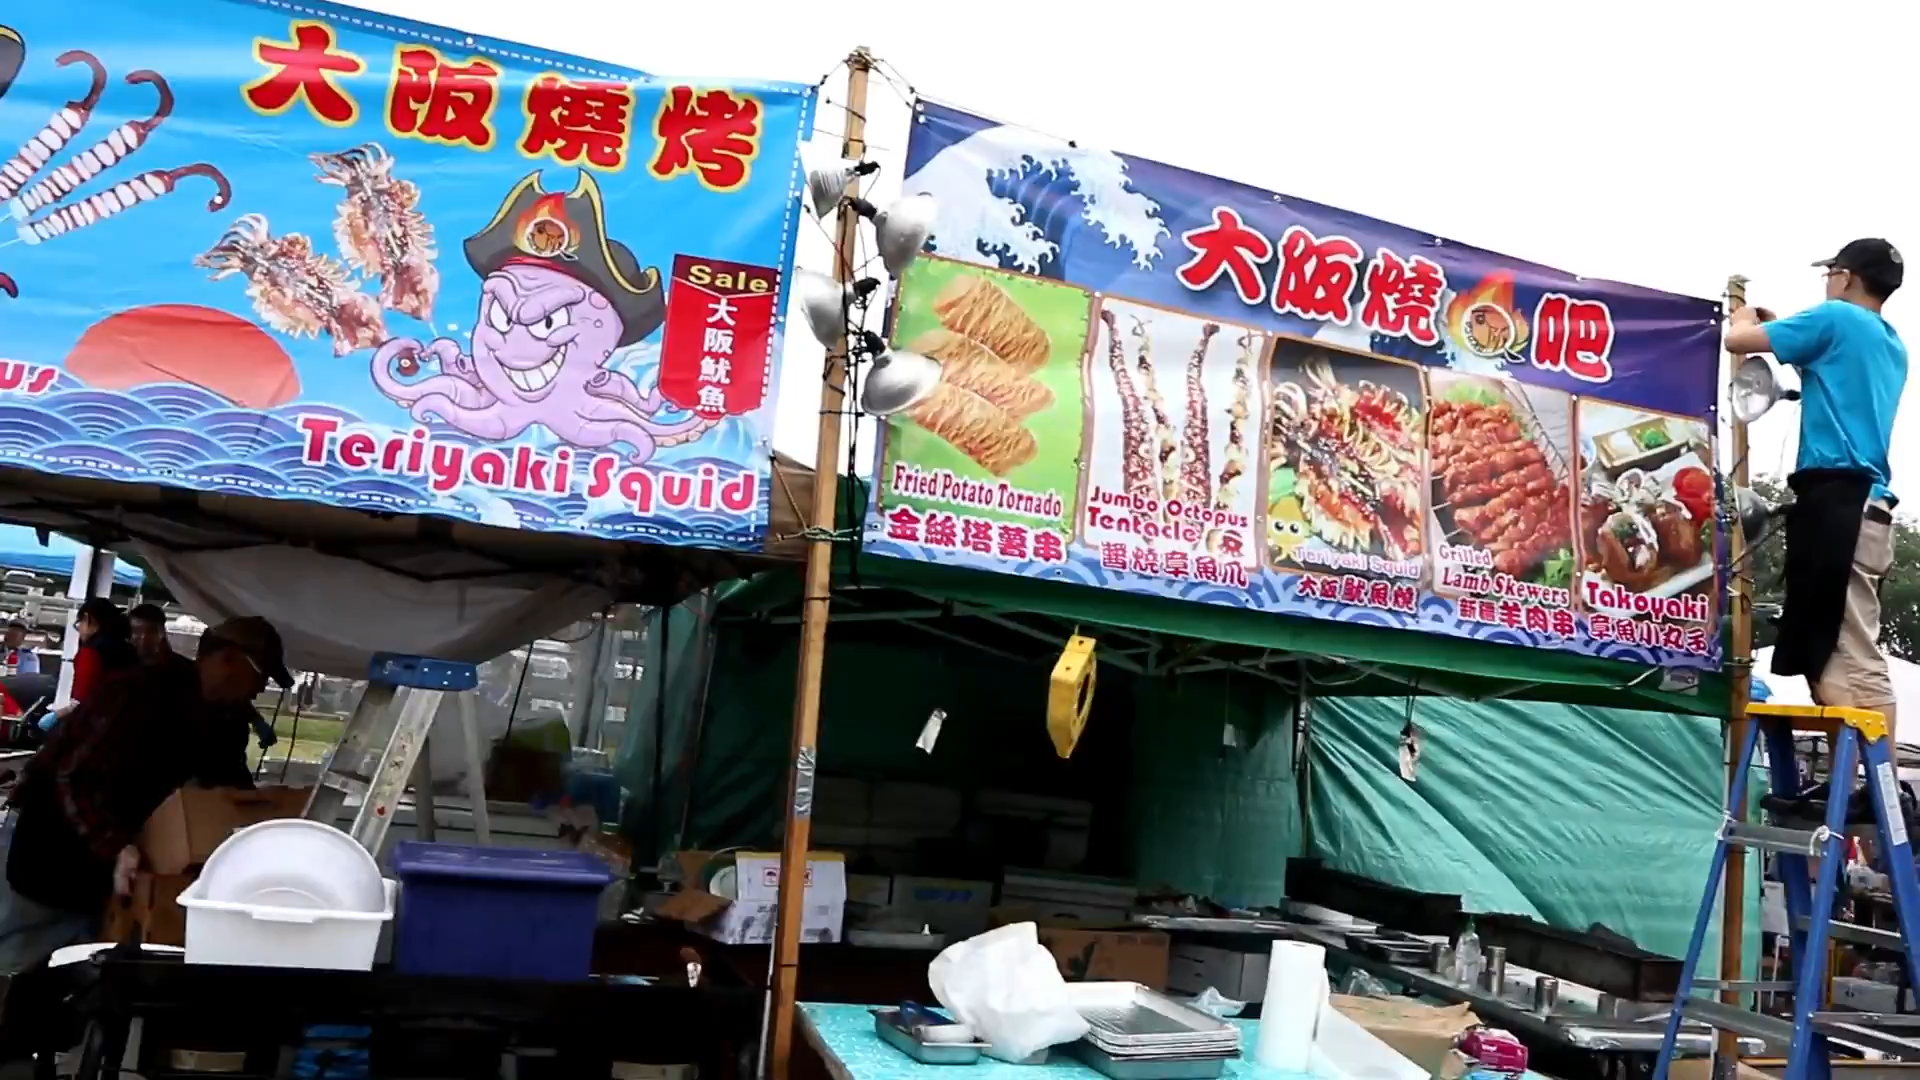 大阪燒烤
Sale
大阪魷魚
us
Teriyaki Squid
大阪燒吧
Fried Potato Tornado
金絲塔薯串
Jumbo Octopus
Tentacle
醬燒章魚爪
Teriyaki Squid
大阪魷魚燒
Grilled
Lamb Skewers
新疆羊肉串
Takoyaki
章魚小丸子